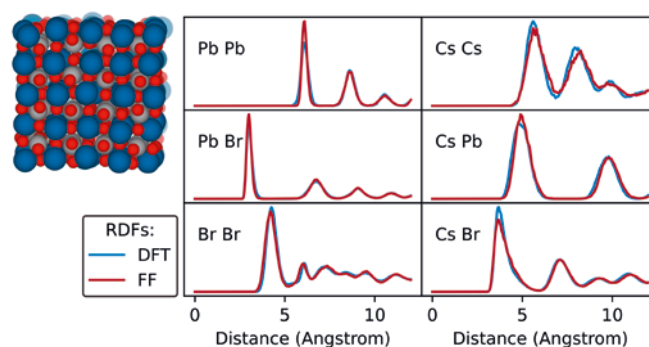 Pb Pb
Cs Cs
Pb Br
Cs Pb
Br Br
Cs Br
RDFs:
DFT
FF
0
5
10
0
5
10
Distance (Angstrom)
Distance (Angstrom)